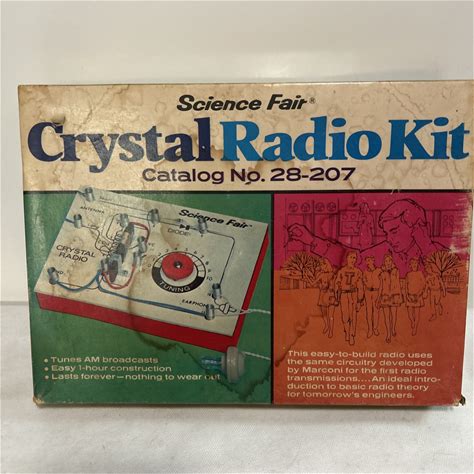 Science Fair®
Crystal Radio Kit
Catalog No. 28-207
ANTENNA
Science Fair®
DIODE
CRYSTAL
RADIO
TUNING
EARPHONE
• Tunes AM broadcasts
• Easy 1-hour construction
• Lasts forever—nothing to wear out
This easy-to-build radio uses
the same circuitry developed
by Marconi for the first radio
transmissions....An ideal intro-
duction to basic radio theory
for tomorrow's engineers.